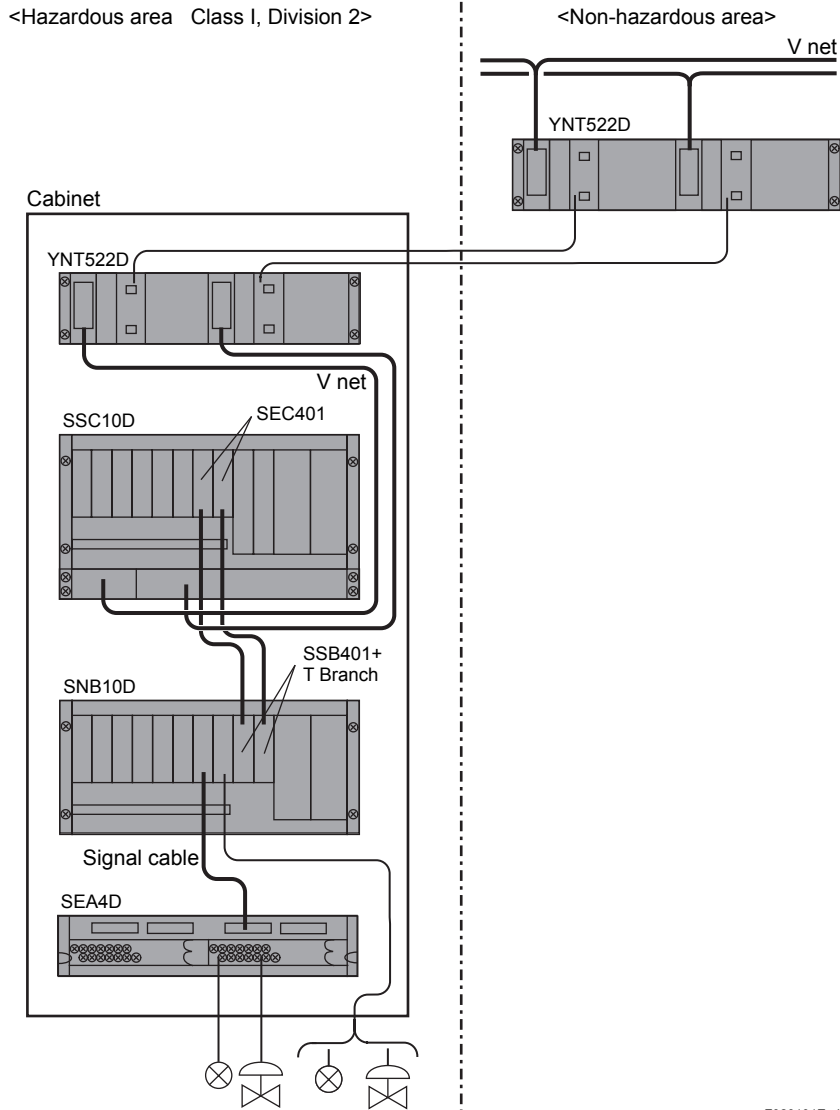 <Hazardous area   Class I, Division 2>
<Non-hazardous area>
V net
YNT522D
Cabinet
YNT522D
V net
SSC10D
SEC401
SSB401+
T Branch
SNB10D
Signal cable
SEA4D